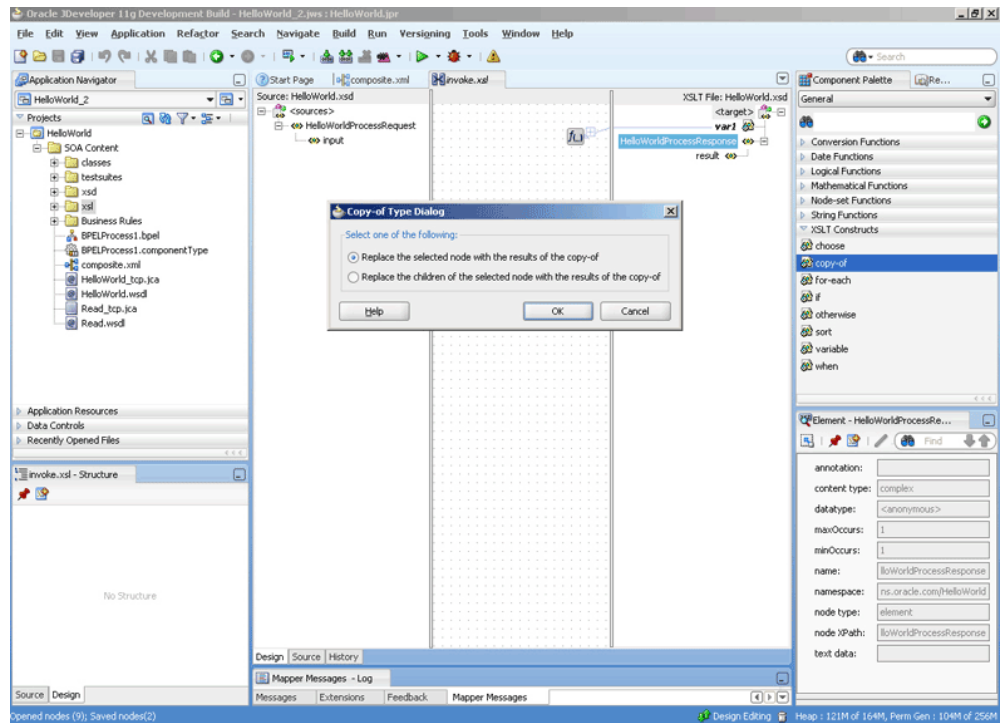 Oracle JDeveloper 11g Development Build - HelloWorld_2.jws : HelloWorld.jpr
File Edit View Application Refactor Search Navigate Build Run Versioning Tools Window Help
Search
Application Navigator
HelloWorld_2
Projects
HelloWorld
SOA Content
classes
testsuites
xsd
xsl
Business Rules
BPELProcess1.bpel
BPELProcess1.componentType
composite.xml
HelloWorld_tcp.jca
HelloWorld.wsdl
Read_tcp.jca
Read.wsdl
Application Resources
Data Controls
Recently Opened Files
invoke.xsl - Structure
No Structure
Source Design
Start Page composite.xml invoke.xsl
Source: HelloWorld.xsd XSLT File: HelloWorld.xsd
<sources>
HelloWorldProcessRequest
input
<target>
var1
HelloWorldProcessResponse
result
Copy-of Type Dialog
Select one of the following:
Replace the selected node with the results of the copy-of
Replace the children of the selected node with the results of the copy-of
Help OK Cancel
Design Source History
Mapper Messages - Log
Messages Extensions Feedback Mapper Messages
Component Palette Re...
General
Conversion Functions
Date Functions
Logical Functions
Mathematical Functions
Node-set Functions
String Functions
XSLT Constructs
choose
copy-of
for-each
if
otherwise
sort
variable
when
Element - HelloWorldProcessRe...
Find
annotation:
content type: complex
datatype: <anonymous>
maxOccurs: 1
minOccurs: 1
name: lloWorldProcessResponse
namespace: ns.oracle.com/HelloWorld
node type: element
node XPath: lloWorldProcessResponse
text data:
Opened nodes (9); Saved nodes(2) Design Editing Heap : 121M of 164M, Perm Gen : 104M of 256M